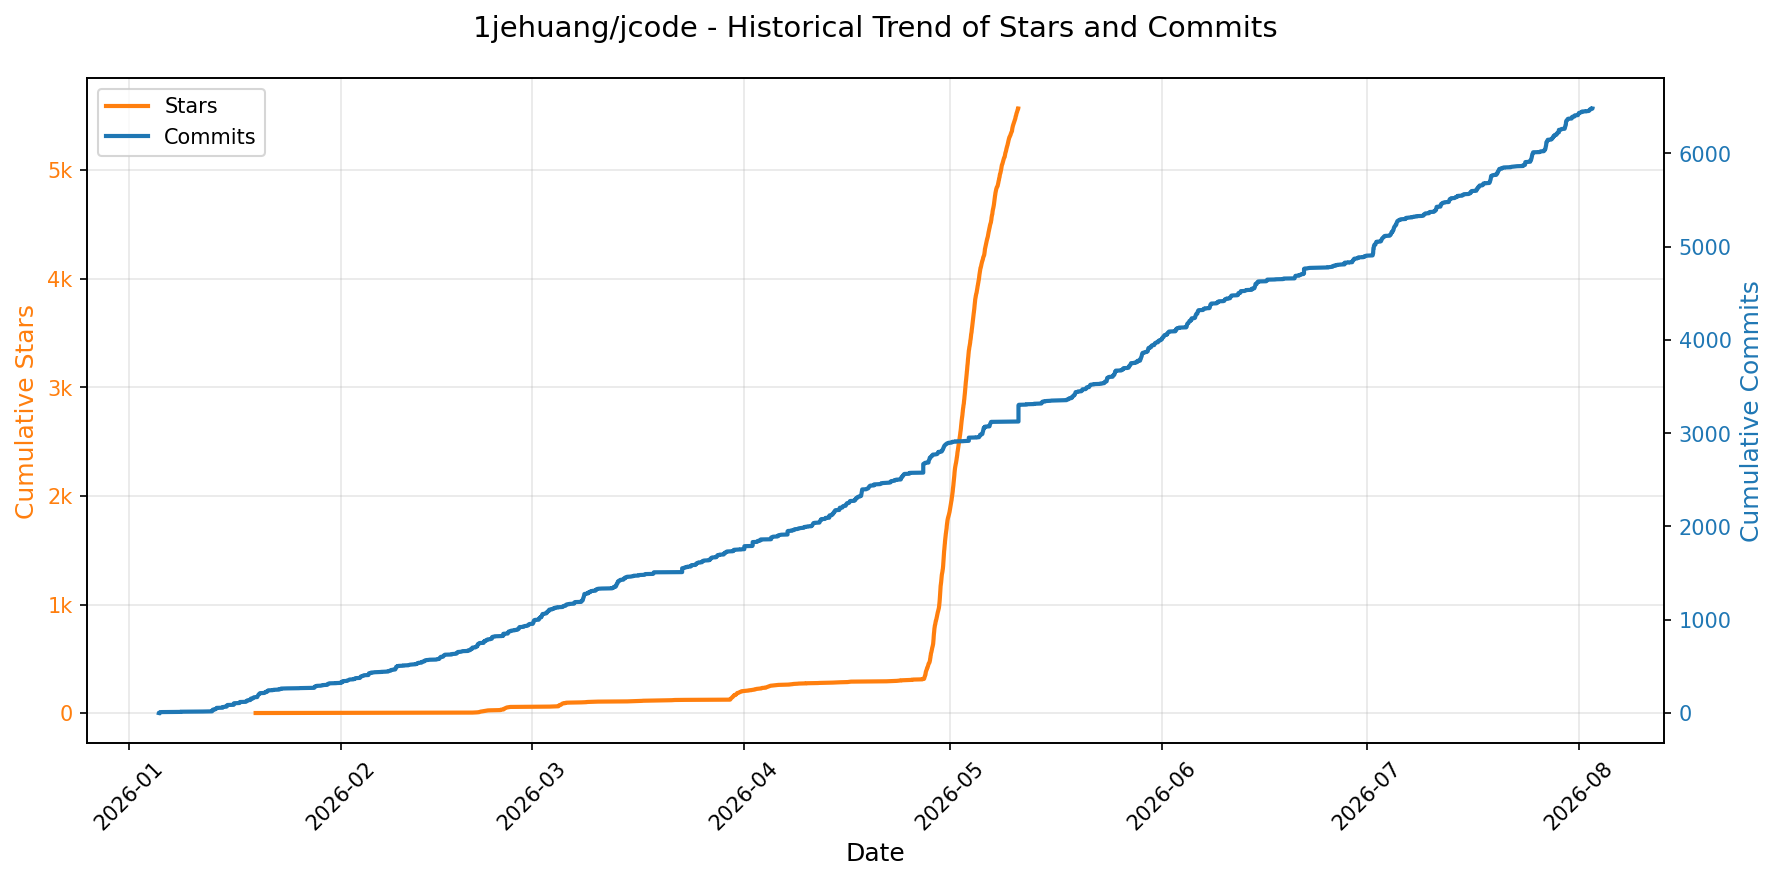 1jehuang/jcode - Historical Trend of Stars and Commits
Stars
Commits
5k
4k
3k
2k
1k
0
Cumulative Stars
6000
5000
4000
3000
2000
1000
0
Cumulative Commits
2026-01
2026-02
2026-03
2026-04
2026-05
2026-06
2026-07
2026-08
Date